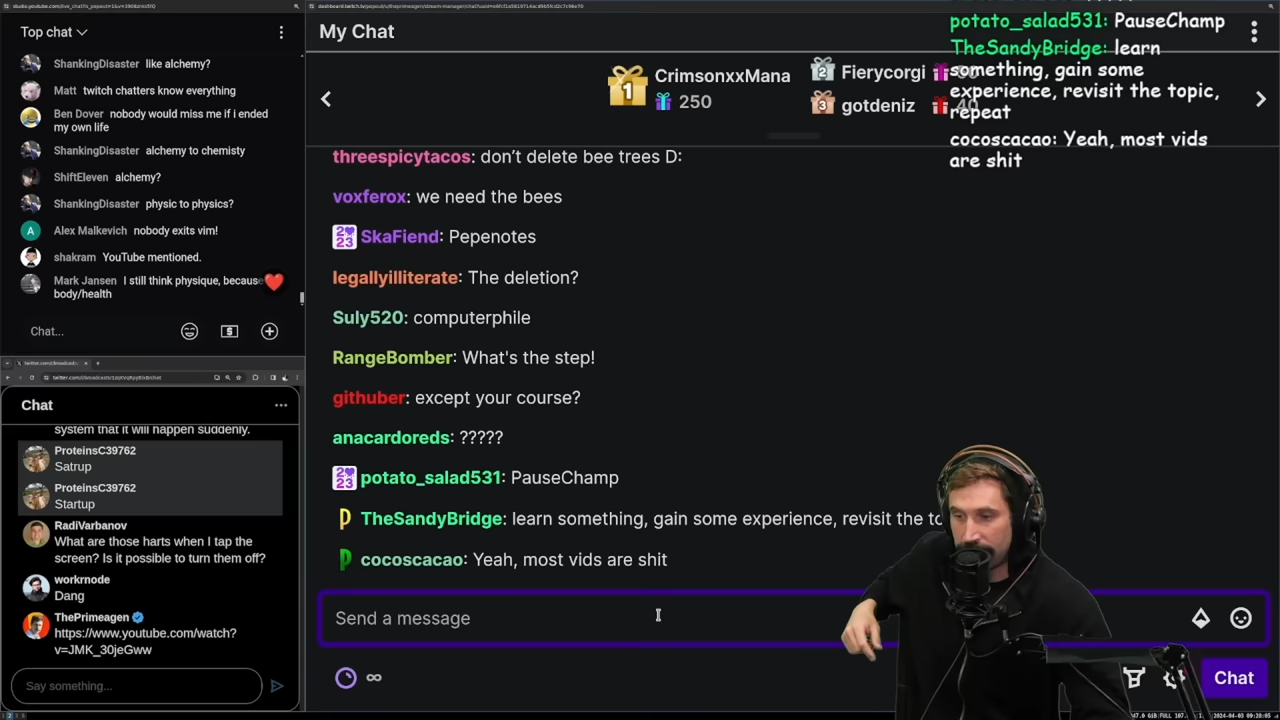 Top chat
ShankingDisaster like alchemy?
Matt twitch chatters know everything
Ben Dover nobody would miss me if i ended
my own life
ShankingDisaster alchemy to chemisty
ShiftEleven alchemy?
ShankingDisaster physic to physics?
A Alex Malkevich nobody exits vim!
shakram YouTube mentioned.
Mark Jansen I still think physique, because
body/health
Chat...
Chat
system that it will happen suddenly.
ProteinsC39762
Satrup
ProteinsC39762
Startup
RadiVarbanov
What are those harts when I tap the
screen? Is it possible to turn them off?
workrnode
Dang
ThePrimeagen
https://www.youtube.com/watch?
v=JMK_30jeGww
Say something...
My Chat
1 CrimsonxxMana
250
2 Fierycorgi
3 gotdeniz 40
threespicytacos: don't delete bee trees D:
voxferox: we need the bees
SkaFiend: Pepenotes
legallyilliterate: The deletion?
Suly520: computerphile
RangeBomber: What's the step!
githuber: except your course?
anacardoreds: ?????
potato_salad531: PauseChamp
TheSandyBridge: learn something, gain some experience, revisit the to
cocoscacao: Yeah, most vids are shit
Send a message
Chat
potato_salad531: PauseChamp
TheSandyBridge: learn
something, gain some
experience, revisit the topic,
repeat
cocoscacao: Yeah, most vids
are shit